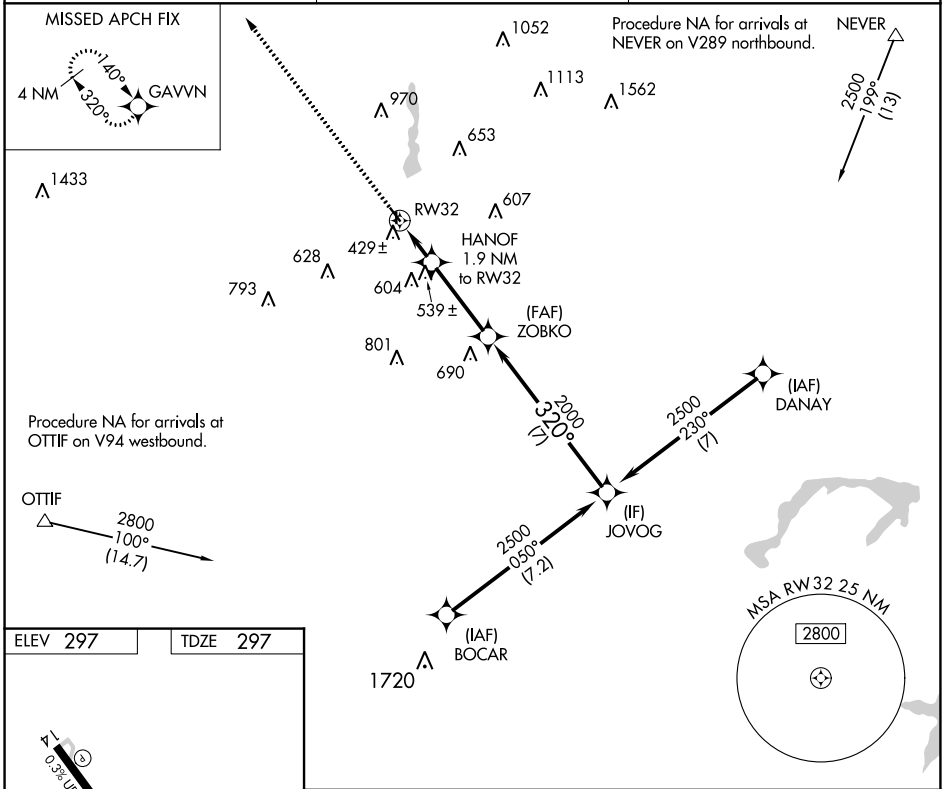 MISSED APCH FIX
140°
GAVVN
4 NM
320°
1052
Procedure NA for arrivals at
NEVER on V289 northbound.
NEVER
2500
199°
(13)
1113
1562
970
653
1433
607
RW32
429±
HANOF
1.9 NM
to RW32
628
604
793
539±
(FAF)
ZOBKO
801
690
(IAF)
DANAY
2000
320°
(7)
2500
230°
(7)
Procedure NA for arrivals at
OTTIF on V94 westbound.
OTTIF
2800
100°
(14.7)
(IF)
JOVOG
2500
050°
(7.2)
(IAF)
BOCAR
1720
MSA RW32 25 NM
2800
ELEV 297
TDZE 297
14
P